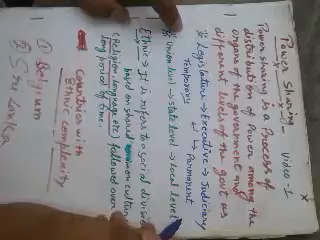 Power Sharing    video-1
Power sharing is a Process of
distribution of Power among the
organs of the government and
different levels of the govt as
※ Legislature → Executive → Judiciary
Temporary ↳ Permanent
※ Union level → state level → local level
Ethnic → It is refers to a social division
based on shared common culture
(Religion, language etc) followed over
long period of time.
Countries with
Ethnic complexity
① Belgium
② Sri Lanka